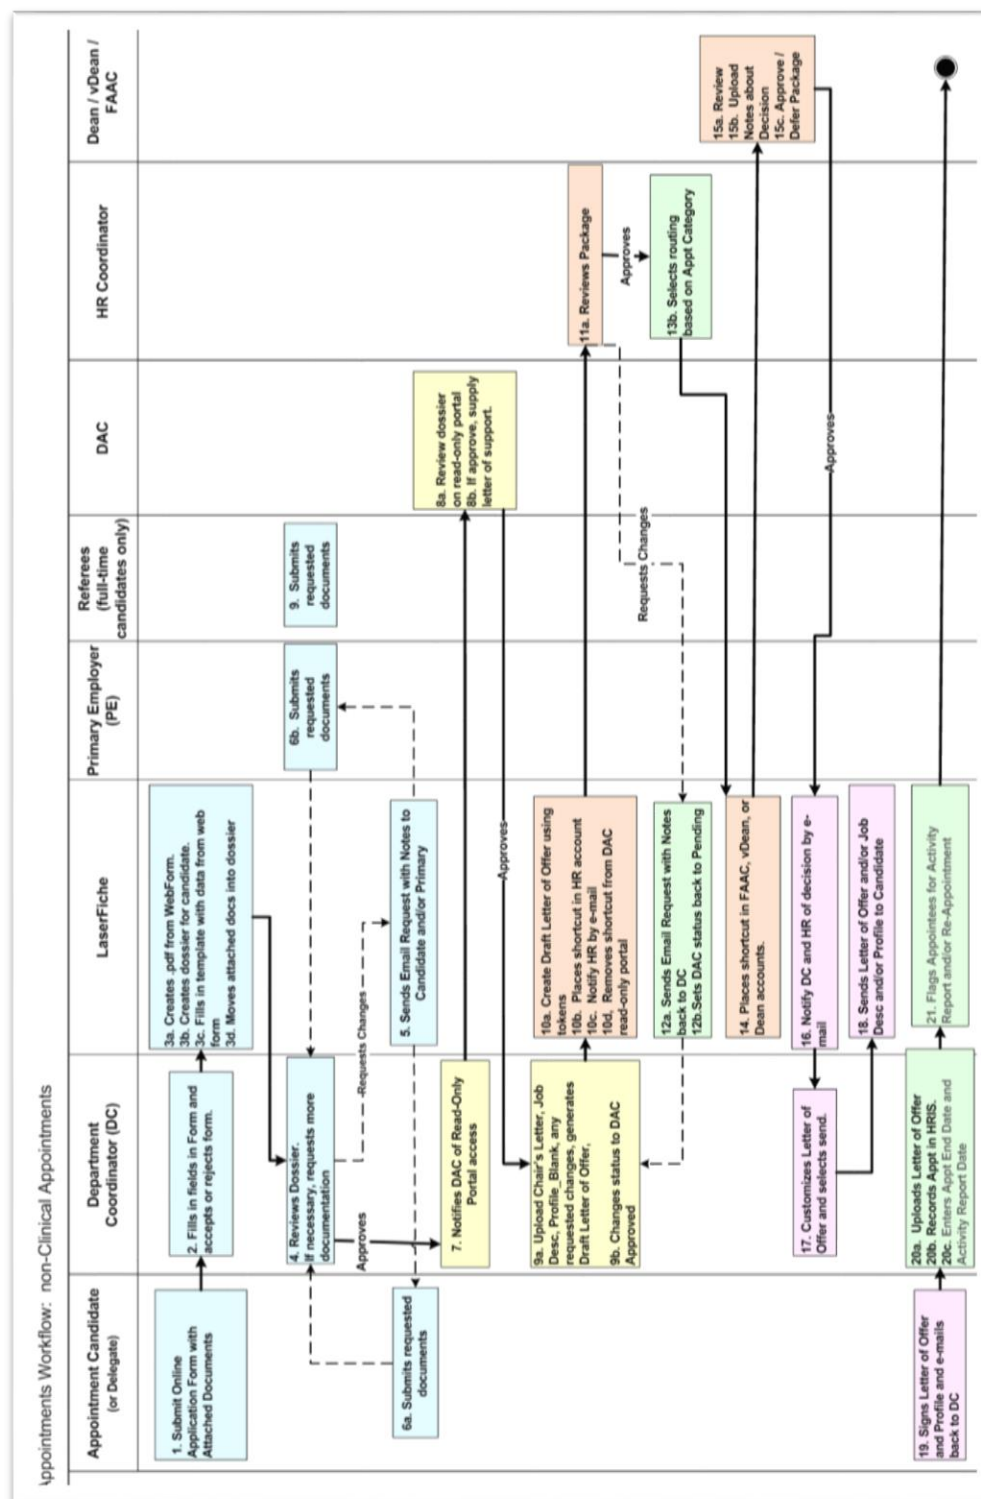 Appointments Workflow: non-Clinical Appointments
Appointment Candidate
(or Delegate)
Department
Coordinator (DC)
LaserFiche
Primary Employer
(PE)
Referees
(full-time
candidates only)
DAC
HR Coordinator
Dean / vDean /
FAAC
1. Submit Online
Application Form with
Attached Documents
2. Fills in fields in Form and
accepts or rejects form.
3a. Creates .pdf from WebForm.
3b. Creates dossier for candidate.
3c. Fills in template with data from web
form
3d. Moves attached docs into dossier
4. Reviews Dossier.
If necessary, requests more
documentation
6b. Submits
requested
documents
9. Submits
requested
documents
Approves
Requests Changes
6a. Submits requested
documents
5. Sends Email Request with Notes to
Candidate and/or Primary
7. Notifies DAC of Read-Only
Portal access
8a. Review dossier
on read-only portal
8b. If approve, supply
letter of support.
Approves
9a. Upload Chair's Letter, Job
Desc, Profile_Blank, any
requested changes, generates
Draft Letter of Offer,
9b. Changes status to DAC
Approved
10a. Create Draft Letter of Offer using
tokens
10b. Places shortcut in HR account
10c. Notify HR by e-mail
10d. Removes shortcut from DAC
read-only portal
11a. Reviews Package
Approves
Requests Changes
12a. Sends Email Request with Notes
back to DC
12b.Sets DAC status back to Pending
13b. Selects routing
based on Appt Category
14. Places shortcut in FAAC, vDean, or
Dean accounts.
15a. Review
15b. Upload
Notes about
Decision
15c. Approve /
Defer Package
Approves
16. Notify DC and HR of decision by e-
mail
17. Customizes Letter of
Offer and selects send.
18. Sends Letter of Offer and/or Job
Desc and/or Profile to Candidate
19. Signs Letter of Offer
and Profile and e-mails
back to DC
20a. Uploads Letter of Offer
20b. Records Appt in HRIS.
20c. Enters Appt End Date and
Activity Report Date
21. Flags Appointees for Activity
Report and/or Re-Appointment